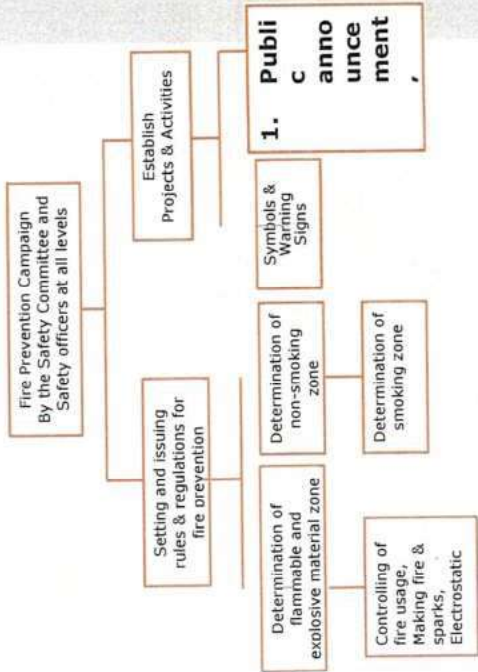 Fire Prevention Campaign
By the Safety Committee and
Safety officers at all levels
Setting and issuing
rules & regulations for
fire prevention
Establish
Projects & Activities
Determination of
flammable and
explosive material zone
Determination of
non-smoking
zone
Symbols &
Warning
Signs
1. Publi
c
anno
unce
ment
,
Controlling of
fire usage,
Making fire &
sparks,
Electrostatic
Determination of
smoking zone